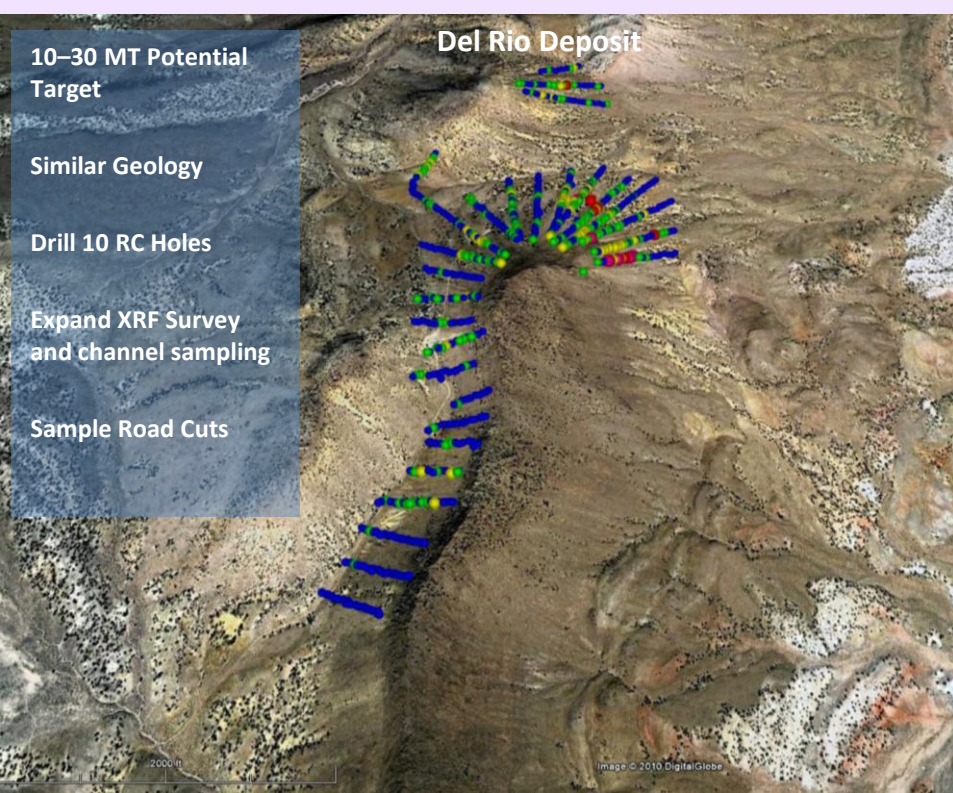 Del Rio Deposit
10–30 MT Potential
Target
Similar Geology
Drill 10 RC Holes
Expand XRF Survey
and channel sampling
Sample Road Cuts
2000 ft
Image © 2010 DigitalGlobe